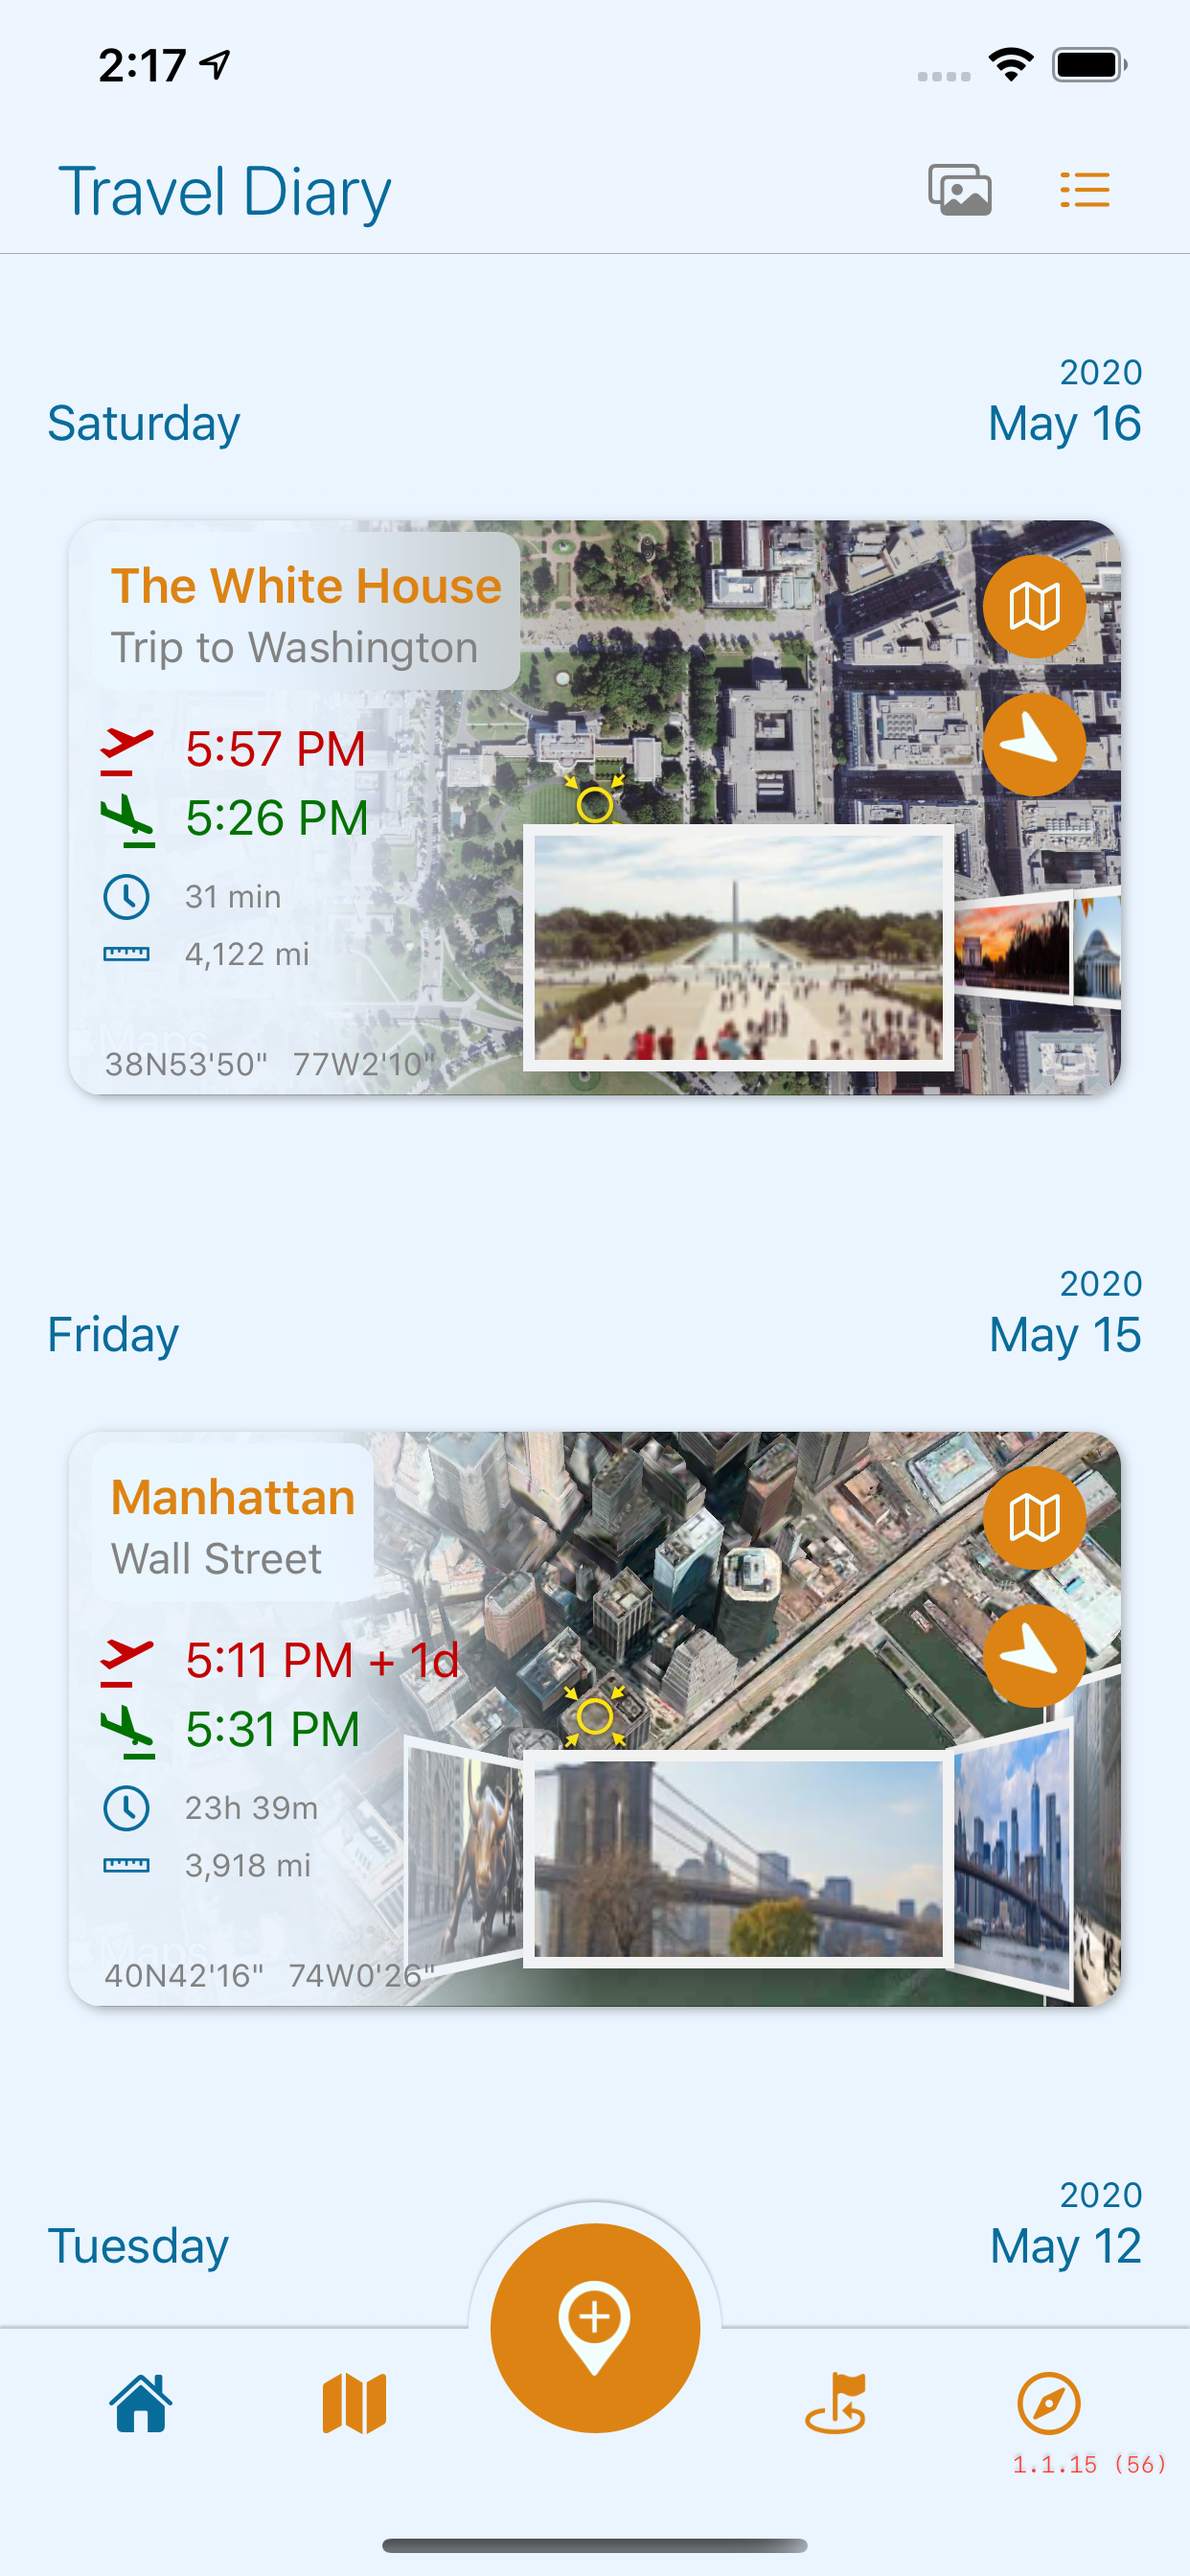 2:17
Travel Diary
2020
Saturday May 16
The White House
Trip to Washington
5:57 PM
5:26 PM
31 min
4,122 mi
Maps
38N53'50" 77W2'10"
2020
Friday May 15
Manhattan
Wall Street
5:11 PM + 1d
5:31 PM
23h 39m
3,918 mi
Maps
40N42'16" 74W0'26"
2020
Tuesday May 12
1.1.15 (56)